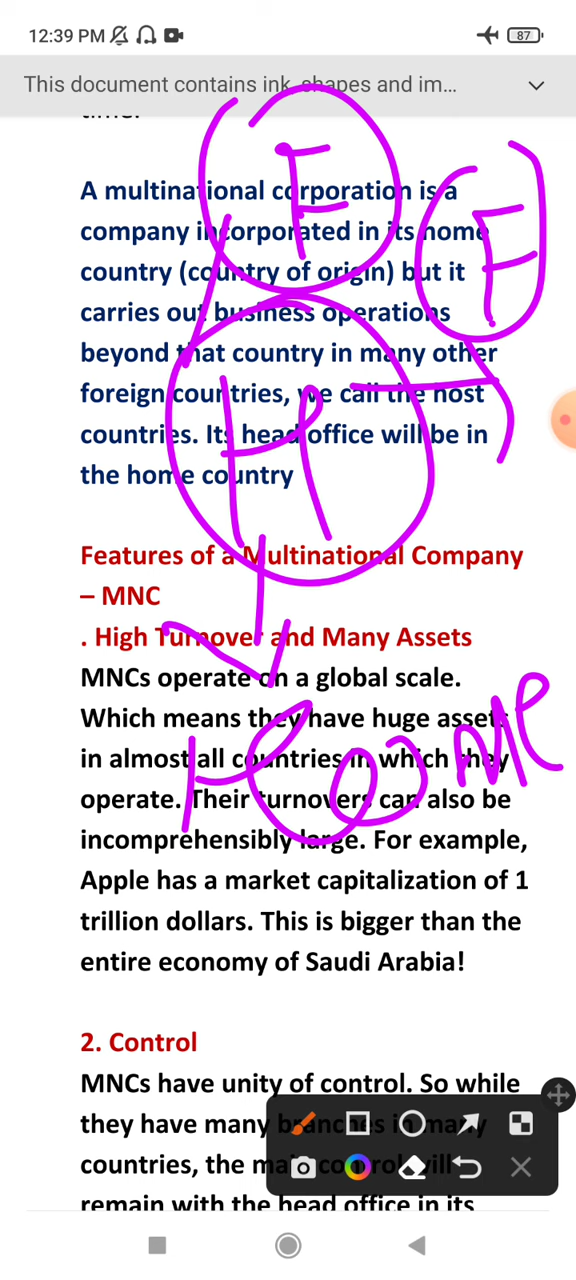 12:39 PM
87
This document contains ink, shapes and im...
time.
A multinational corporation is a
company incorporated in its home
country (country of origin) but it
carries out business operations
beyond that country in many other
foreign countries, we call the host
countries. Its head office will be in
the home country
F
F
H
Features of a Multinational Company
– MNC
. High Turnover and Many Assets
MNCs operate on a global scale.
Which means they have huge assets
in almost all countries in which they
operate. Their turnovers can also be
incomprehensibly large. For example,
Home
Apple has a market capitalization of 1
trillion dollars. This is bigger than the
entire economy of Saudi Arabia!
2. Control
MNCs have unity of control. So while
they have many branches in many
countries, the main control will
remain with the head office in its